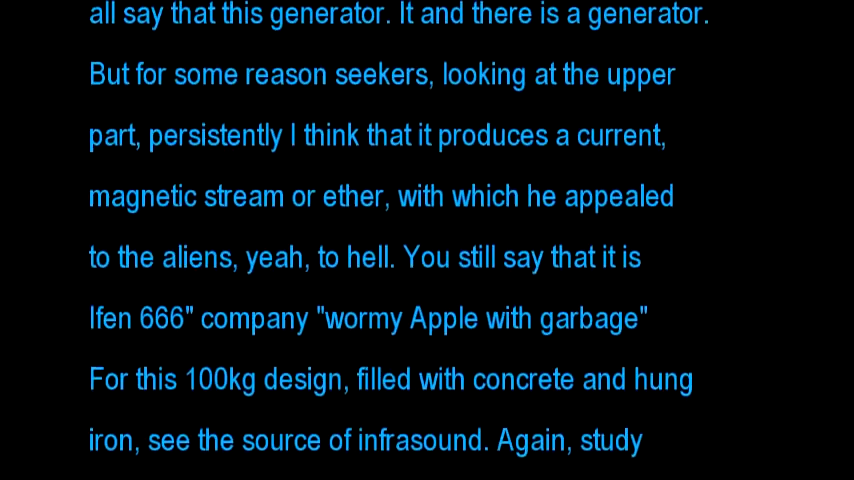 all say that this generator. It and there is a generator.
But for some reason seekers, looking at the upper
part, persistently I think that it produces a current,
magnetic stream or ether, with which he appealed
to the aliens, yeah, to hell. You still say that it is
Ifen 666" company "wormy Apple with garbage"
For this 100kg design, filled with concrete and hung
iron, see the source of infrasound. Again, study